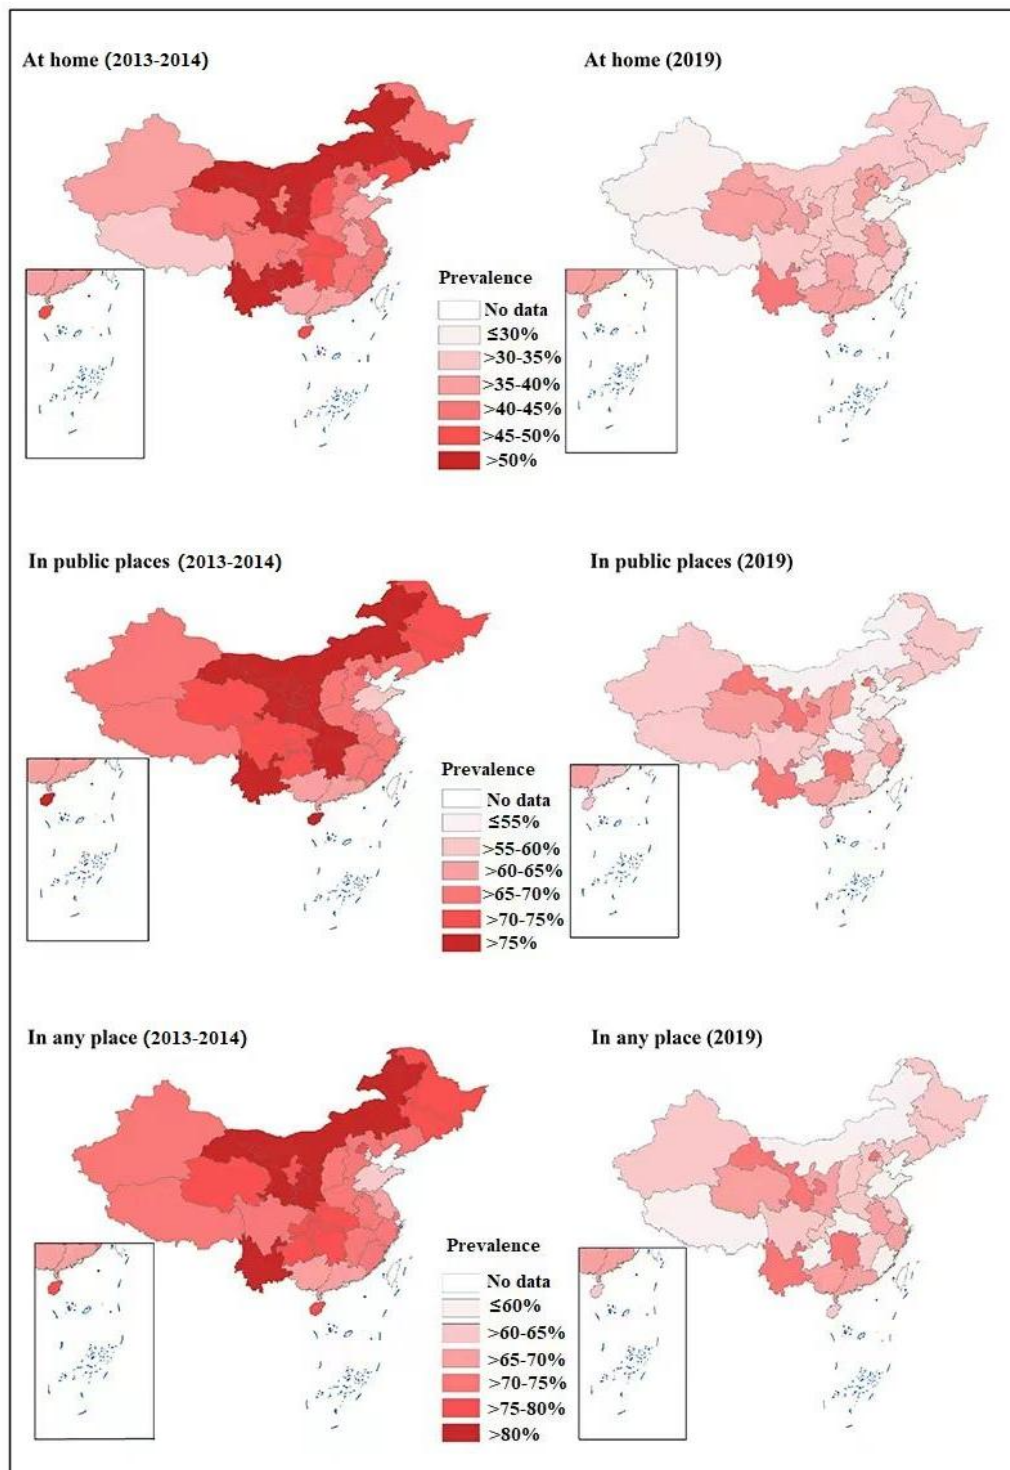 At home (2013-2014)
At home (2019)
Prevalence
No data
≤30%
>30-35%
>35-40%
>40-45%
>45-50%
>50%
In public places (2013-2014)
In public places (2019)
Prevalence
No data
≤55%
>55-60%
>60-65%
>65-70%
>70-75%
>75%
In any place (2013-2014)
In any place (2019)
Prevalence
No data
≤60%
>60-65%
>65-70%
>70-75%
>75-80%
>80%